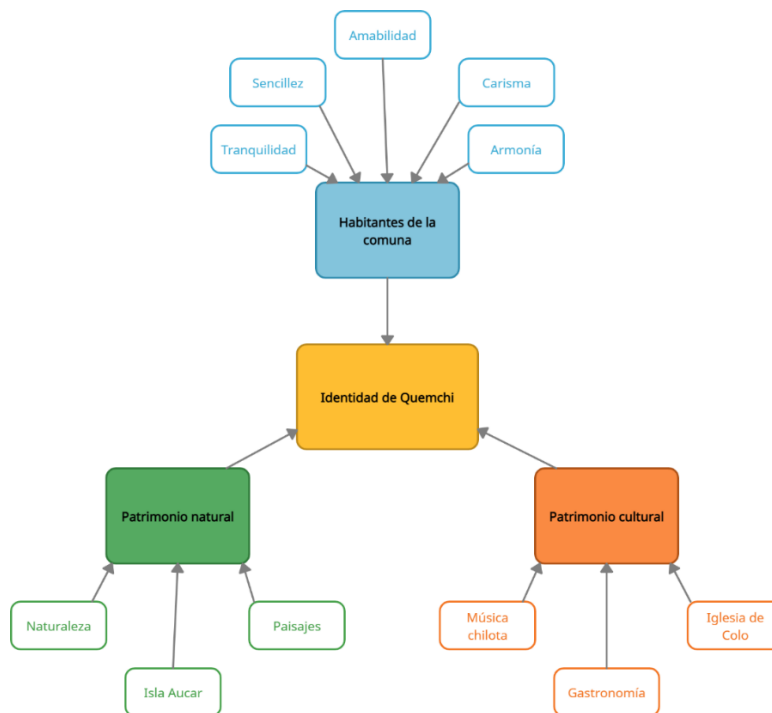 Amabilidad
Sencillez
Carisma
Tranquilidad
Armonía
Habitantes de la
comuna
Identidad de Quemchi
Patrimonio natural
Patrimonio cultural
Naturaleza
Paisajes
Música
chilota
Iglesia de
Colo
Isla Aucar
Gastronomía